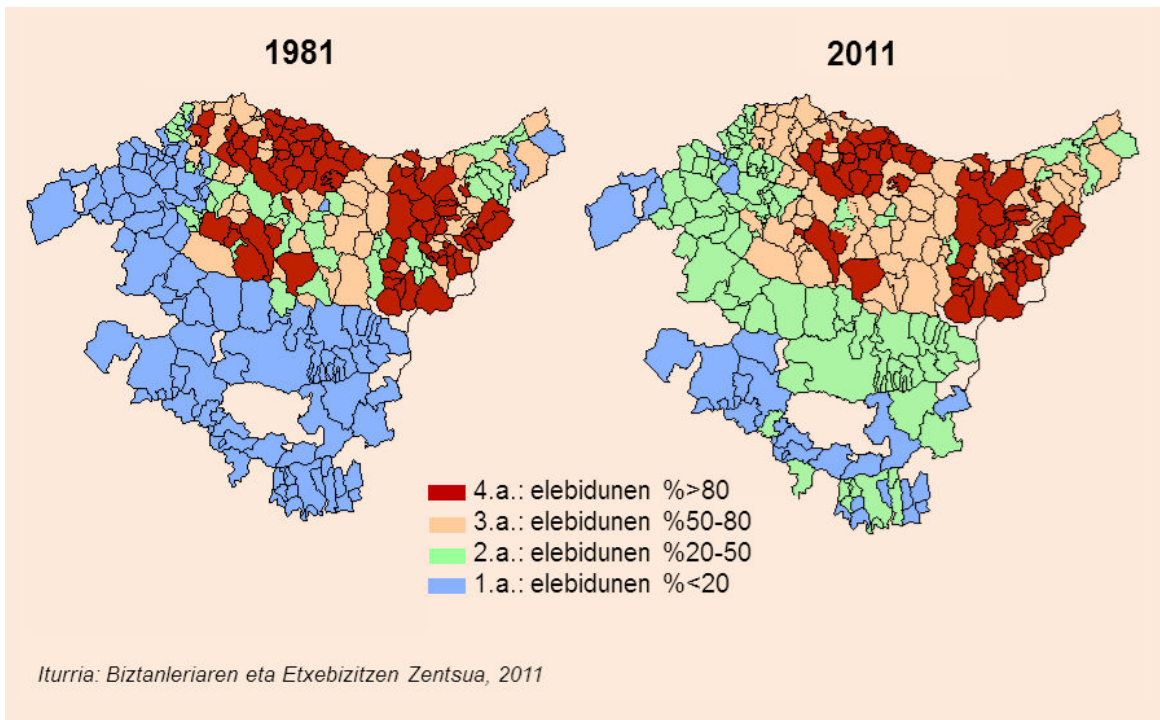 1981
2011
4.a.: elebidunen %>80
3.a.: elebidunen %50-80
2.a.: elebidunen %20-50
1.a.: elebidunen %<20
Iturria: Biztanleriaren eta Etxebizitzen Zentsua, 2011